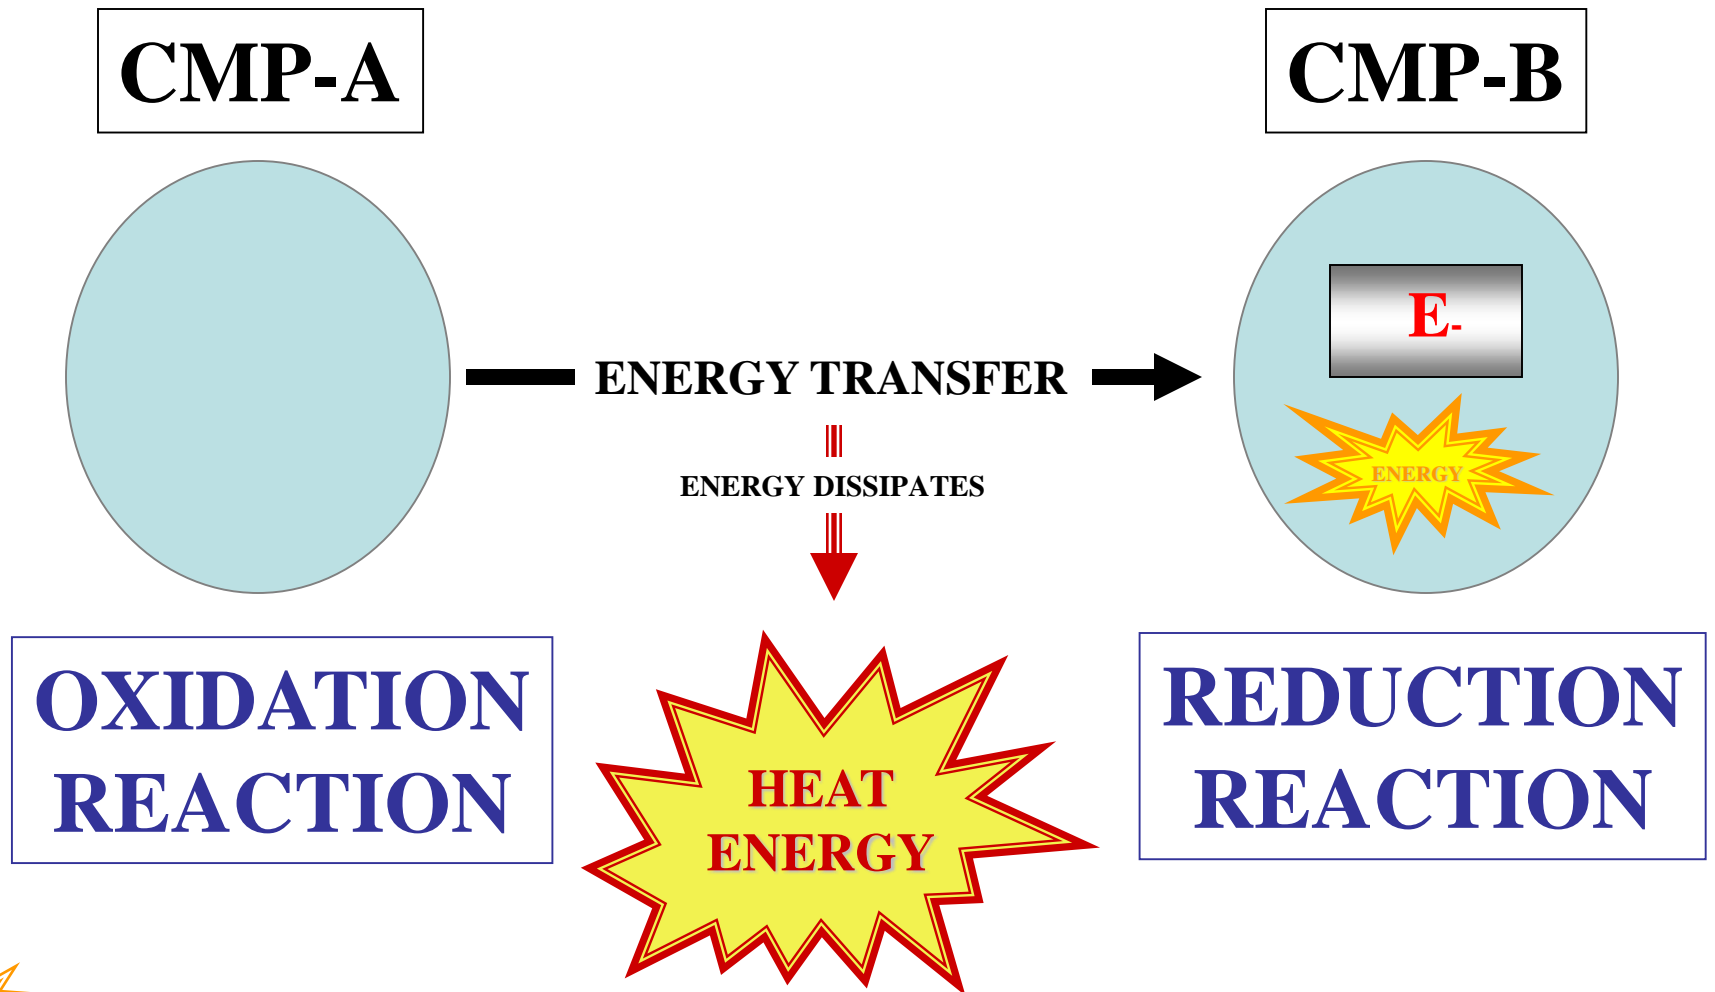 CMP-A
CMP-B
E-
ENERGY TRANSFER
ENERGY
ENERGY DISSIPATES
OXIDATION
REACTION
REDUCTION
REACTION
HEAT
ENERGY